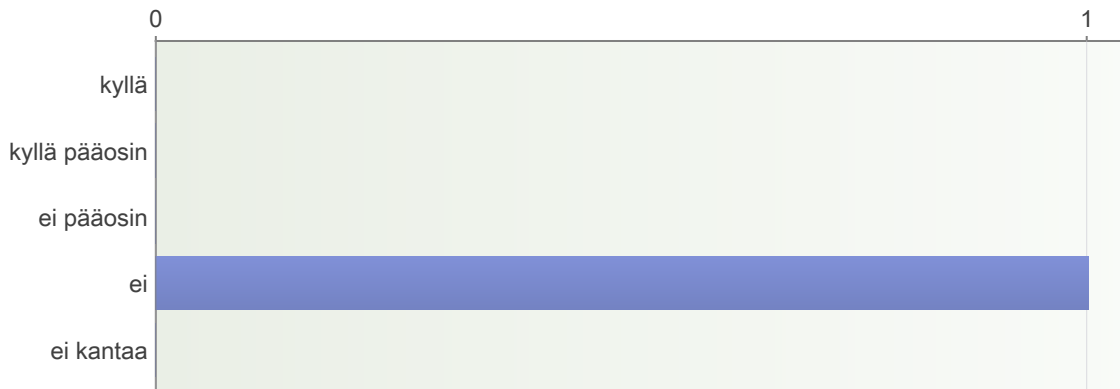 0 1
kyllä
kyllä pääosin
ei pääosin
ei
ei kantaa